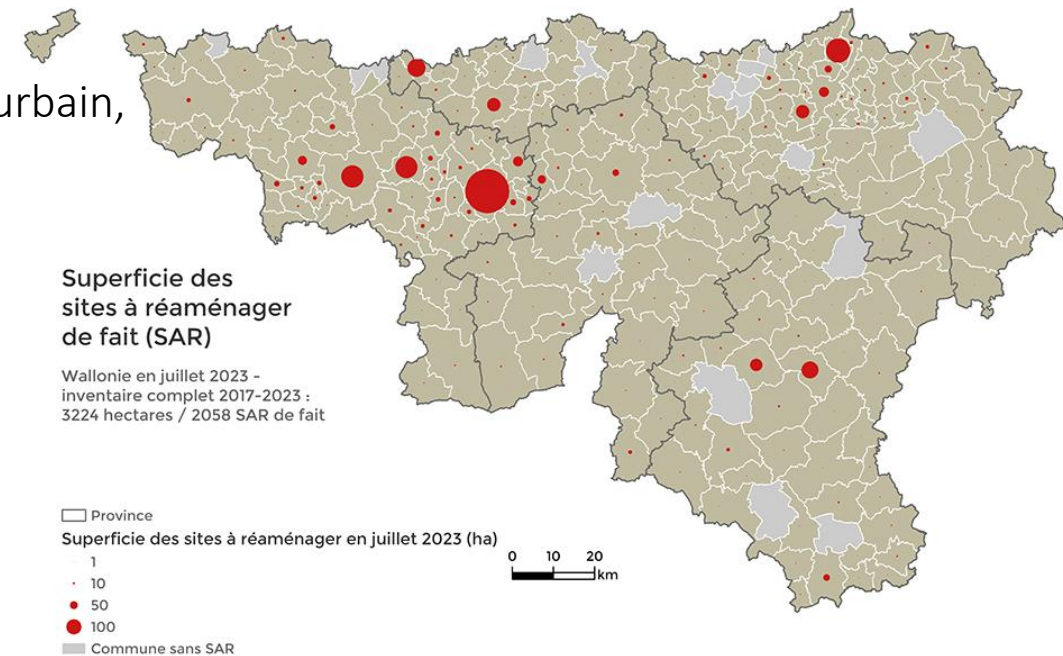 urbain,
Superficie des
sites à réaménager
de fait (SAR)
Wallonie en juillet 2023 -
inventaire complet 2017-2023 :
3224 hectares / 2058 SAR de fait
Province
Superficie des sites à réaménager en juillet 2023 (ha)
1
10
50
100
Commune sans SAR
0 10 20
km